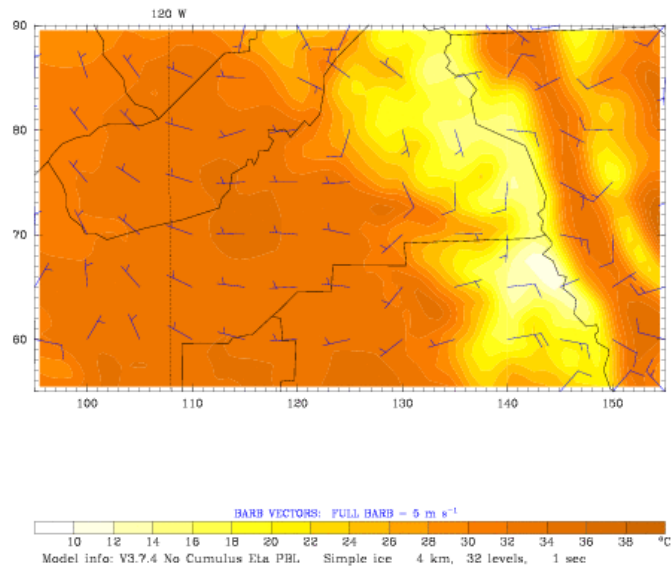 120 W
90
80
70
60
100 110 120 130 140 150
BARB VECTORS: FULL BARB = 5 m s⁻¹
10 12 14 16 18 20 22 24 26 28 30 32 34 36 38 °C
Model info: V3.7.4 No Cumulus Eta PBL Simple ice 4 km, 32 levels, 1 sec